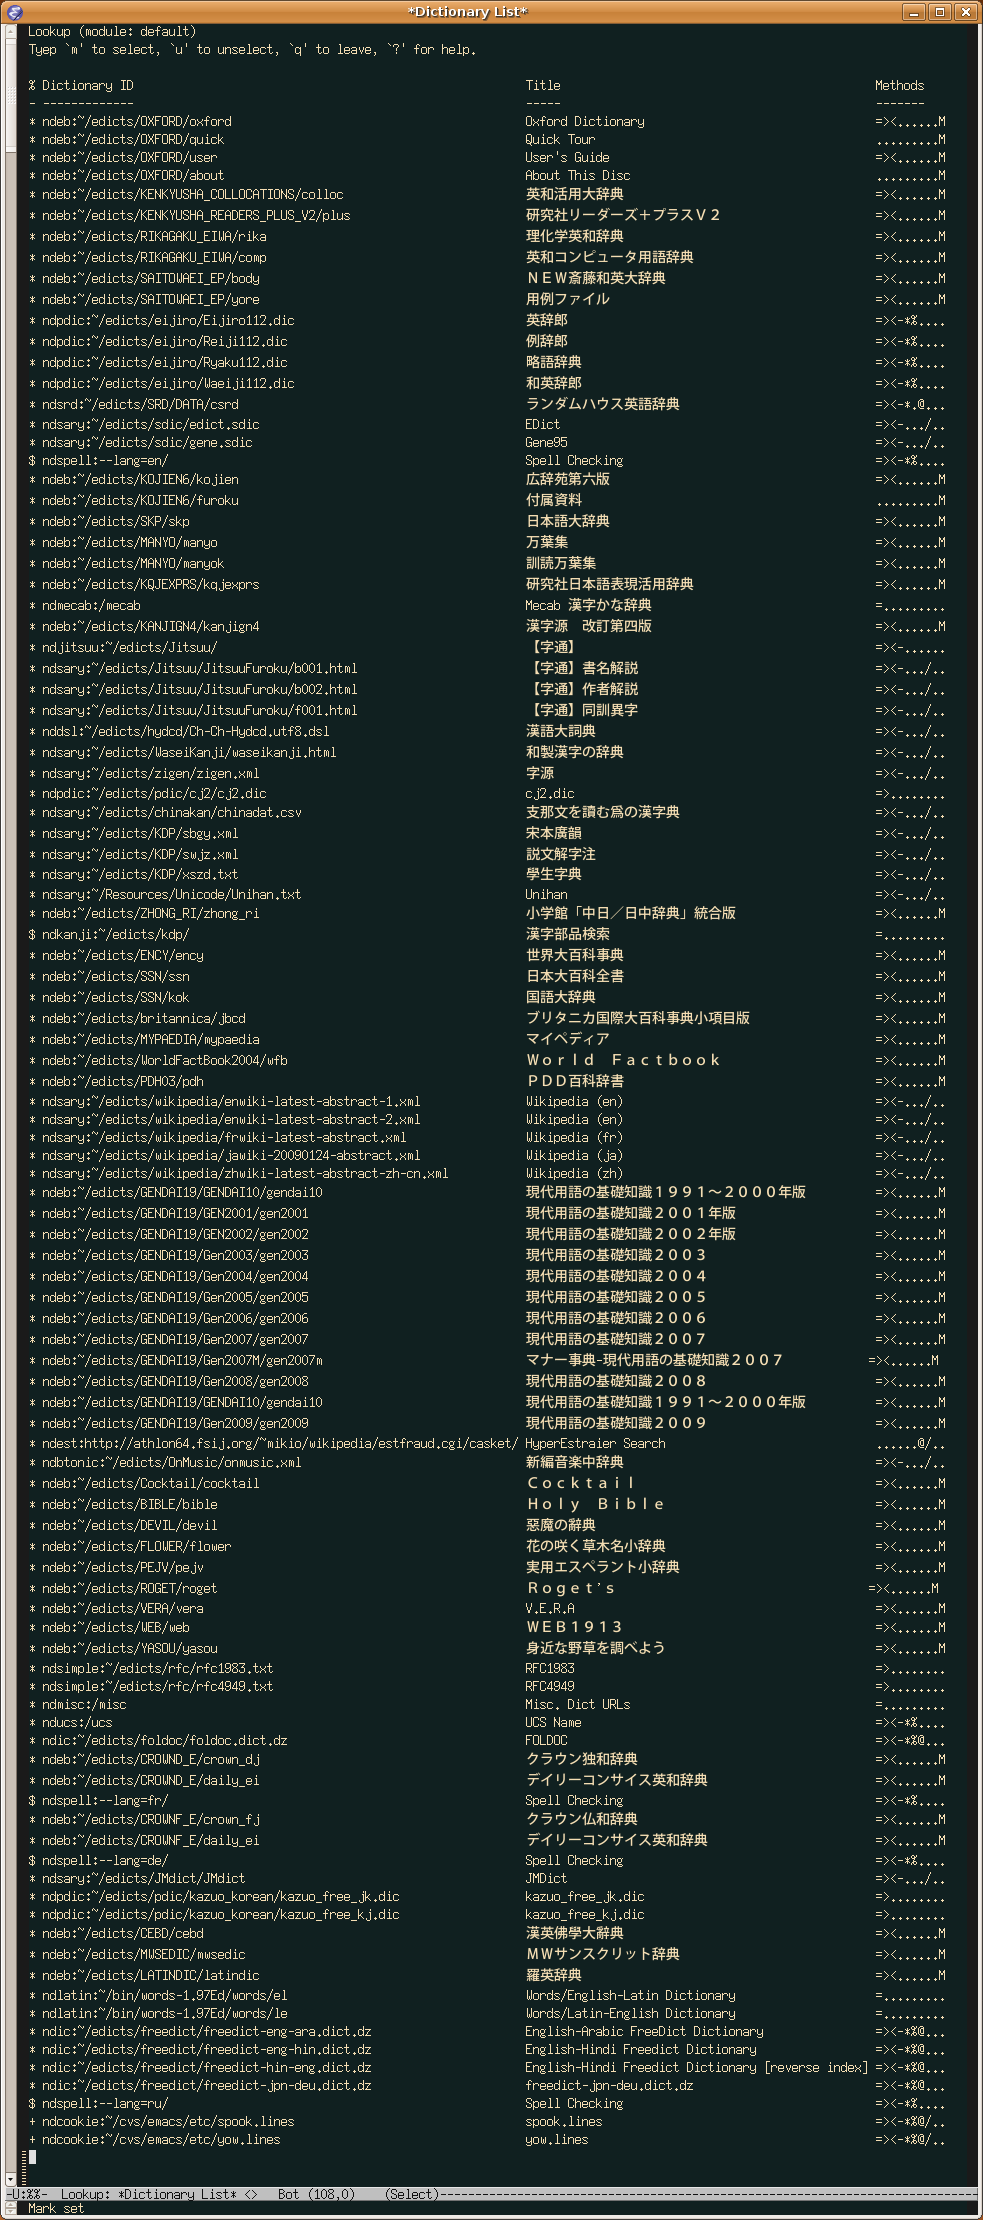 *Dictionary List*
Lookup (module: default)
Tyep `m' to select, `u' to unselect, `q' to leave, `?' for help.
% Dictionary ID Title Methods
- ------------- ----- -------
* ndeb:~/edicts/OXFORD/oxford Oxford Dictionary =><......M
* ndeb:~/edicts/OXFORD/quick Quick Tour .........M
* ndeb:~/edicts/OXFORD/user User's Guide =><......M
* ndeb:~/edicts/OXFORD/about About This Disc .........M
* ndeb:~/edicts/KENKYUSHA_COLLOCATIONS/colloc 英和活用大辞典 =><......M
* ndeb:~/edicts/KENKYUSHA_READERS_PLUS_V2/plus 研究社リーダーズ＋プラスＶ２ =><......M
* ndeb:~/edicts/RIKAGAKU_EIWA/rika 理化学英和辞典 =><......M
* ndeb:~/edicts/RIKAGAKU_EIWA/comp 英和コンピュータ用語辞典 =><......M
* ndeb:~/edicts/SAITOWAEI_EP/body ＮＥＷ斎藤和英大辞典 =><......M
* ndeb:~/edicts/SAITOWAEI_EP/yore 用例ファイル =><......M
* ndpdic:~/edicts/eijiro/Eijiro112.dic 英辞郎 =><-*%....
* ndpdic:~/edicts/eijiro/Reiji112.dic 例辞郎 =><-*%....
* ndpdic:~/edicts/eijiro/Ryaku112.dic 略語辞典 =><-*%....
* ndpdic:~/edicts/eijiro/Waeiji112.dic 和英辞郎 =><-*%....
* ndsrd:~/edicts/SRD/DATA/csrd ランダムハウス英語辞典 =><-*.@...
* ndsary:~/edicts/sdic/edict.sdic EDict =><-.../..
* ndsary:~/edicts/sdic/gene.sdic Gene95 =><-.../..
$ ndspell:--lang=en/ Spell Checking =><-*%....
* ndeb:~/edicts/KOJIEN6/kojien 広辞苑第六版 =><......M
* ndeb:~/edicts/KOJIEN6/furoku 付属資料 .........M
* ndeb:~/edicts/SKP/skp 日本語大辞典 =><......M
* ndeb:~/edicts/MANYO/manyo 万葉集 =><......M
* ndeb:~/edicts/MANYO/manyok 訓読万葉集 =><......M
* ndeb:~/edicts/KQJEXPRS/kqjexprs 研究社日本語表現活用辞典 =><......M
* ndmecab:/mecab Mecab 漢字かな辞典 =.........
* ndeb:~/edicts/KANJIGN4/kanjign4 漢字源　改訂第四版 =><......M
* ndjitsuu:~/edicts/Jitsuu/ 【字通】 =><-......
* ndsary:~/edicts/Jitsuu/JitsuuFuroku/b001.html 【字通】書名解説 =><-.../..
* ndsary:~/edicts/Jitsuu/JitsuuFuroku/b002.html 【字通】作者解説 =><-.../..
* ndsary:~/edicts/Jitsuu/JitsuuFuroku/f001.html 【字通】同訓異字 =><-.../..
* nddsl:~/edicts/hydcd/Ch-Ch-Hydcd.utf8.dsl 漢語大詞典 =><-.../..
* ndsary:~/edicts/WaseiKanji/waseikanji.html 和製漢字の辞典 =><-.../..
* ndsary:~/edicts/zigen/zigen.xml 字源 =><-.../..
* ndpdic:~/edicts/pdic/cj2/cj2.dic cj2.dic =>........
* ndsary:~/edicts/chinakan/chinadat.csv 支那文を讀む爲の漢字典 =><-.../..
* ndsary:~/edicts/KDP/sbgy.xml 宋本廣韻 =><-.../..
* ndsary:~/edicts/KDP/swjz.xml 説文解字注 =><-.../..
* ndsary:~/edicts/KDP/xszd.txt 學生字典 =><-.../..
* ndsary:~/Resources/Unicode/Unihan.txt Unihan =><-.../..
* ndeb:~/edicts/ZHONG_RI/zhong_ri 小学館「中日／日中辞典」統合版 =><......M
$ ndkanji:~/edicts/kdp/ 漢字部品検索 =.........
* ndeb:~/edicts/ENCY/ency 世界大百科事典 =><......M
* ndeb:~/edicts/SSN/ssn 日本大百科全書 =><......M
* ndeb:~/edicts/SSN/kok 国語大辞典 =><......M
* ndeb:~/edicts/britannica/jbcd ブリタニカ国際大百科事典小項目版 =><......M
* ndeb:~/edicts/MYPAEDIA/mypaedia マイペディア =><......M
* ndeb:~/edicts/WorldFactBook2004/wfb Ｗｏｒｌｄ　Ｆａｃｔｂｏｏｋ =><......M
* ndeb:~/edicts/PDH03/pdh ＰＤＤ百科辞書 =><......M
* ndsary:~/edicts/wikipedia/enwiki-latest-abstract-1.xml Wikipedia (en) =><-.../..
* ndsary:~/edicts/wikipedia/enwiki-latest-abstract-2.xml Wikipedia (en) =><-.../..
* ndsary:~/edicts/wikipedia/frwiki-latest-abstract.xml Wikipedia (fr) =><-.../..
* ndsary:~/edicts/wikipedia/jawiki-20090124-abstract.xml Wikipedia (ja) =><-.../..
* ndsary:~/edicts/wikipedia/zhwiki-latest-abstract-zh-cn.xml Wikipedia (zh) =><-.../..
* ndeb:~/edicts/GENDAI19/GENDAI10/gendai10 現代用語の基礎知識１９９１～２０００年版 =><......M
* ndeb:~/edicts/GENDAI19/GEN2001/gen2001 現代用語の基礎知識２００１年版 =><......M
* ndeb:~/edicts/GENDAI19/GEN2002/gen2002 現代用語の基礎知識２００２年版 =><......M
* ndeb:~/edicts/GENDAI19/Gen2003/gen2003 現代用語の基礎知識２００３ =><......M
* ndeb:~/edicts/GENDAI19/Gen2004/gen2004 現代用語の基礎知識２００４ =><......M
* ndeb:~/edicts/GENDAI19/Gen2005/gen2005 現代用語の基礎知識２００５ =><......M
* ndeb:~/edicts/GENDAI19/Gen2006/gen2006 現代用語の基礎知識２００６ =><......M
* ndeb:~/edicts/GENDAI19/Gen2007/gen2007 現代用語の基礎知識２００７ =><......M
* ndeb:~/edicts/GENDAI19/Gen2007M/gen2007m マナー事典-現代用語の基礎知識２００７ =><......M
* ndeb:~/edicts/GENDAI19/Gen2008/gen2008 現代用語の基礎知識２００８ =><......M
* ndeb:~/edicts/GENDAI19/GENDAI10/gendai10 現代用語の基礎知識１９９１～２０００年版 =><......M
* ndeb:~/edicts/GENDAI19/Gen2009/gen2009 現代用語の基礎知識２００９ =><......M
* ndest:http://athlon64.fsij.org/~mikio/wikipedia/estfraud.cgi/casket/ HyperEstraier Search ......@/..
* ndbtonic:~/edicts/OnMusic/onmusic.xml 新編音楽中辞典 =><-.../..
* ndeb:~/edicts/Cocktail/cocktail Ｃｏｃｋｔａｉｌ =><......M
* ndeb:~/edicts/BIBLE/bible Ｈｏｌｙ　Ｂｉｂｌｅ =><......M
* ndeb:~/edicts/DEVIL/devil 惡魔の辭典 =><......M
* ndeb:~/edicts/FLOWER/flower 花の咲く草木名小辞典 =><......M
* ndeb:~/edicts/PEJV/pejv 実用エスペラント小辞典 =><......M
* ndeb:~/edicts/ROGET/roget Ｒｏｇｅｔ’ｓ =><......M
* ndeb:~/edicts/VERA/vera V.E.R.A =><......M
* ndeb:~/edicts/WEB/web ＷＥＢ１９１３ =><......M
* ndeb:~/edicts/YASOU/yasou 身近な野草を調べよう =><......M
* ndsimple:~/edicts/rfc/rfc1983.txt RFC1983 =>........
* ndsimple:~/edicts/rfc/rfc4949.txt RFC4949 =>........
* ndmisc:/misc Misc. Dict URLs =.........
* nducs:/ucs UCS Name =><-*%....
* ndic:~/edicts/foldoc/foldoc.dict.dz FOLDOC =><-*%@...
* ndeb:~/edicts/CROWND_E/crown_dj クラウン独和辞典 =><......M
* ndeb:~/edicts/CROWND_E/daily_ei デイリーコンサイス英和辞典 =><......M
$ ndspell:--lang=fr/ Spell Checking =><-*%....
* ndeb:~/edicts/CROWNF_E/crown_fj クラウン仏和辞典 =><......M
* ndeb:~/edicts/CROWNF_E/daily_ei デイリーコンサイス英和辞典 =><......M
$ ndspell:--lang=de/ Spell Checking =><-*%....
* ndsary:~/edicts/JMdict/JMdict JMDict =><-.../..
* ndpdic:~/edicts/pdic/kazuo_korean/kazuo_free_jk.dic kazuo_free_jk.dic =>........
* ndpdic:~/edicts/pdic/kazuo_korean/kazuo_free_kj.dic kazuo_free_kj.dic =>........
* ndeb:~/edicts/CEBD/cebd 漢英佛學大辭典 =><......M
* ndeb:~/edicts/MWSEDIC/mwsedic ＭＷサンスクリット辞典 =><......M
* ndeb:~/edicts/LATINDIC/latindic 羅英辞典 =><......M
* ndlatin:~/bin/words-1.97Ed/words/el Words/English-Latin Dictionary =.........
* ndlatin:~/bin/words-1.97Ed/words/le Words/Latin-English Dictionary =.........
* ndic:~/edicts/freedict/freedict-eng-ara.dict.dz English-Arabic FreeDict Dictionary =><-*%@...
* ndic:~/edicts/freedict/freedict-eng-hin.dict.dz English-Hindi Freedict Dictionary =><-*%@...
* ndic:~/edicts/freedict/freedict-hin-eng.dict.dz English-Hindi Freedict Dictionary [reverse index] =><-*%@...
* ndic:~/edicts/freedict/freedict-jpn-deu.dict.dz freedict-jpn-deu.dict.dz =><-*%@...
$ ndspell:--lang=ru/ Spell Checking =><-*%....
+ ndcookie:~/cvs/emacs/etc/spook.lines spook.lines =><-*%@/..
+ ndcookie:~/cvs/emacs/etc/yow.lines yow.lines =><-*%@/..
-U:%%- Lookup: *Dictionary List* <> Bot (108,0) (Select)----------
Mark set